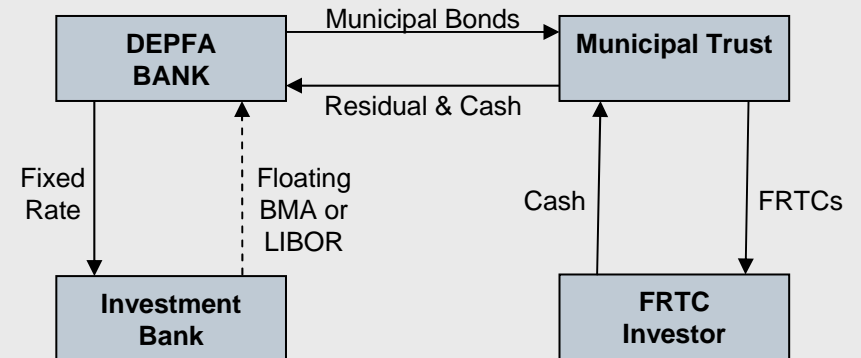 Municipal Bonds
DEPFA
BANK
Municipal Trust
Residual & Cash
Fixed
Rate
Floating
BMA or
LIBOR
Cash
FRTCs
Investment
Bank
FRTC
Investor